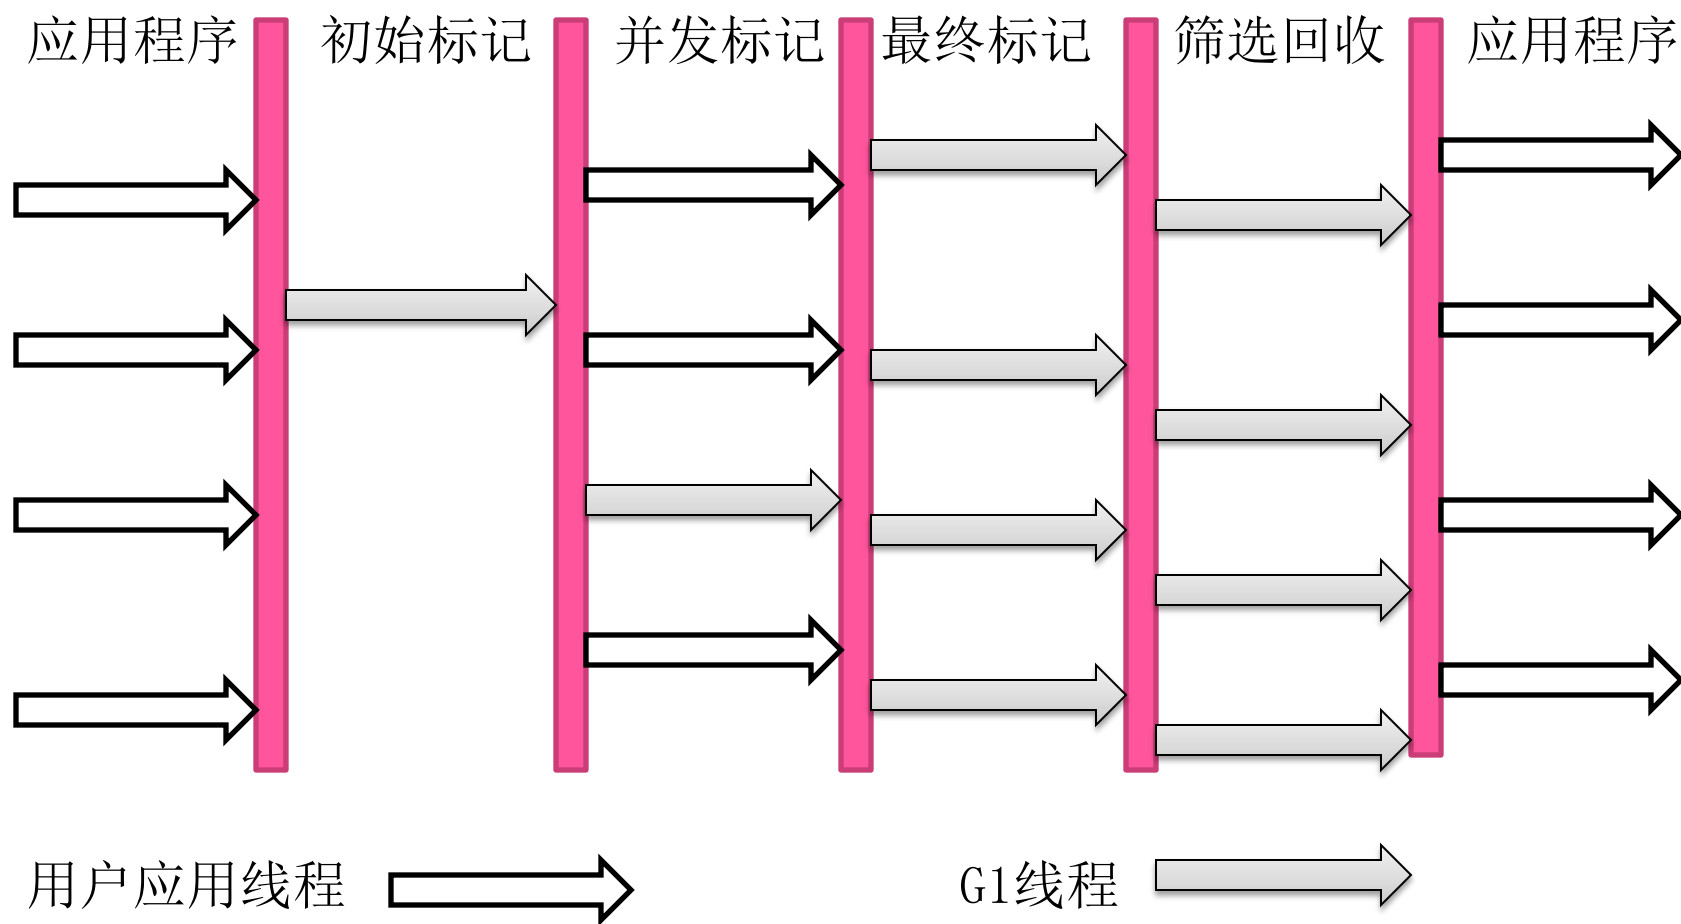 应用程序
初始标记
并发标记
最终标记
筛选回收
应用程序
用户应用线程
G1线程